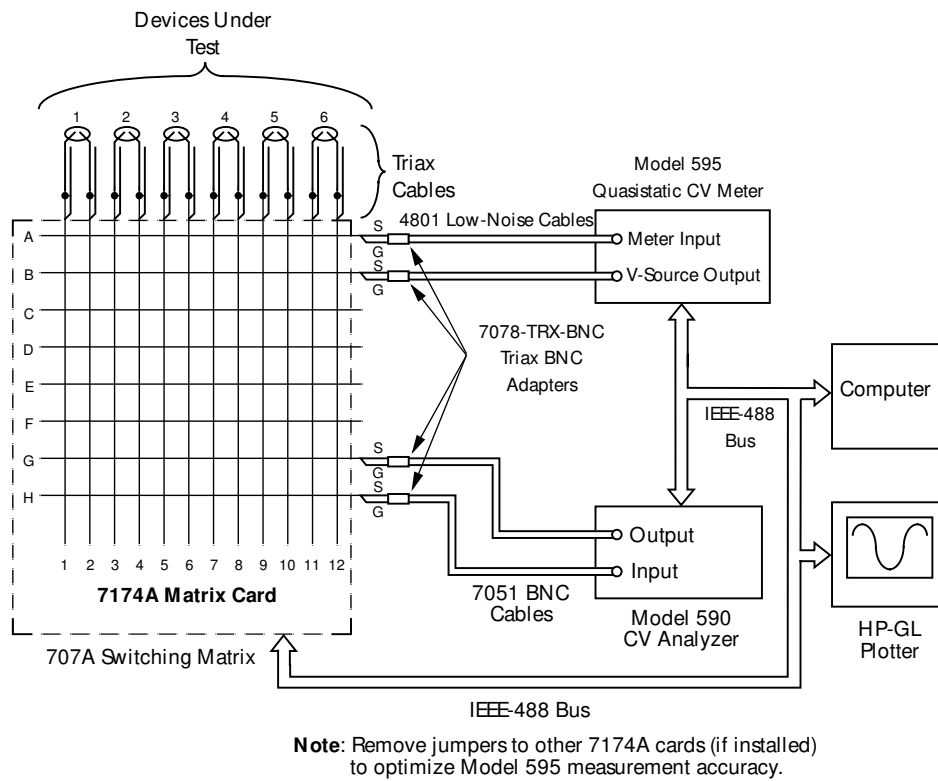 Devices Under
Test
1 2 3 4 5 6
Triax
Cables
Model 595
Quasistatic CV Meter
4801 Low-Noise Cables
A
B
C
D
E
F
G
H
S
G
S
G
Meter Input
V-Source Output
7078-TRX-BNC
Triax BNC
Adapters
IEEE-488
Bus
Computer
S
G
S
G
Output
Input
7051 BNC
Cables
Model 590
CV Analyzer
HP-GL
Plotter
1 2 3 4 5 6 7 8 9 10 11 12
7174A Matrix Card
707A Switching Matrix
IEEE-488 Bus
Note: Remove jumpers to other 7174A cards (if installed)
to optimize Model 595 measurement accuracy.